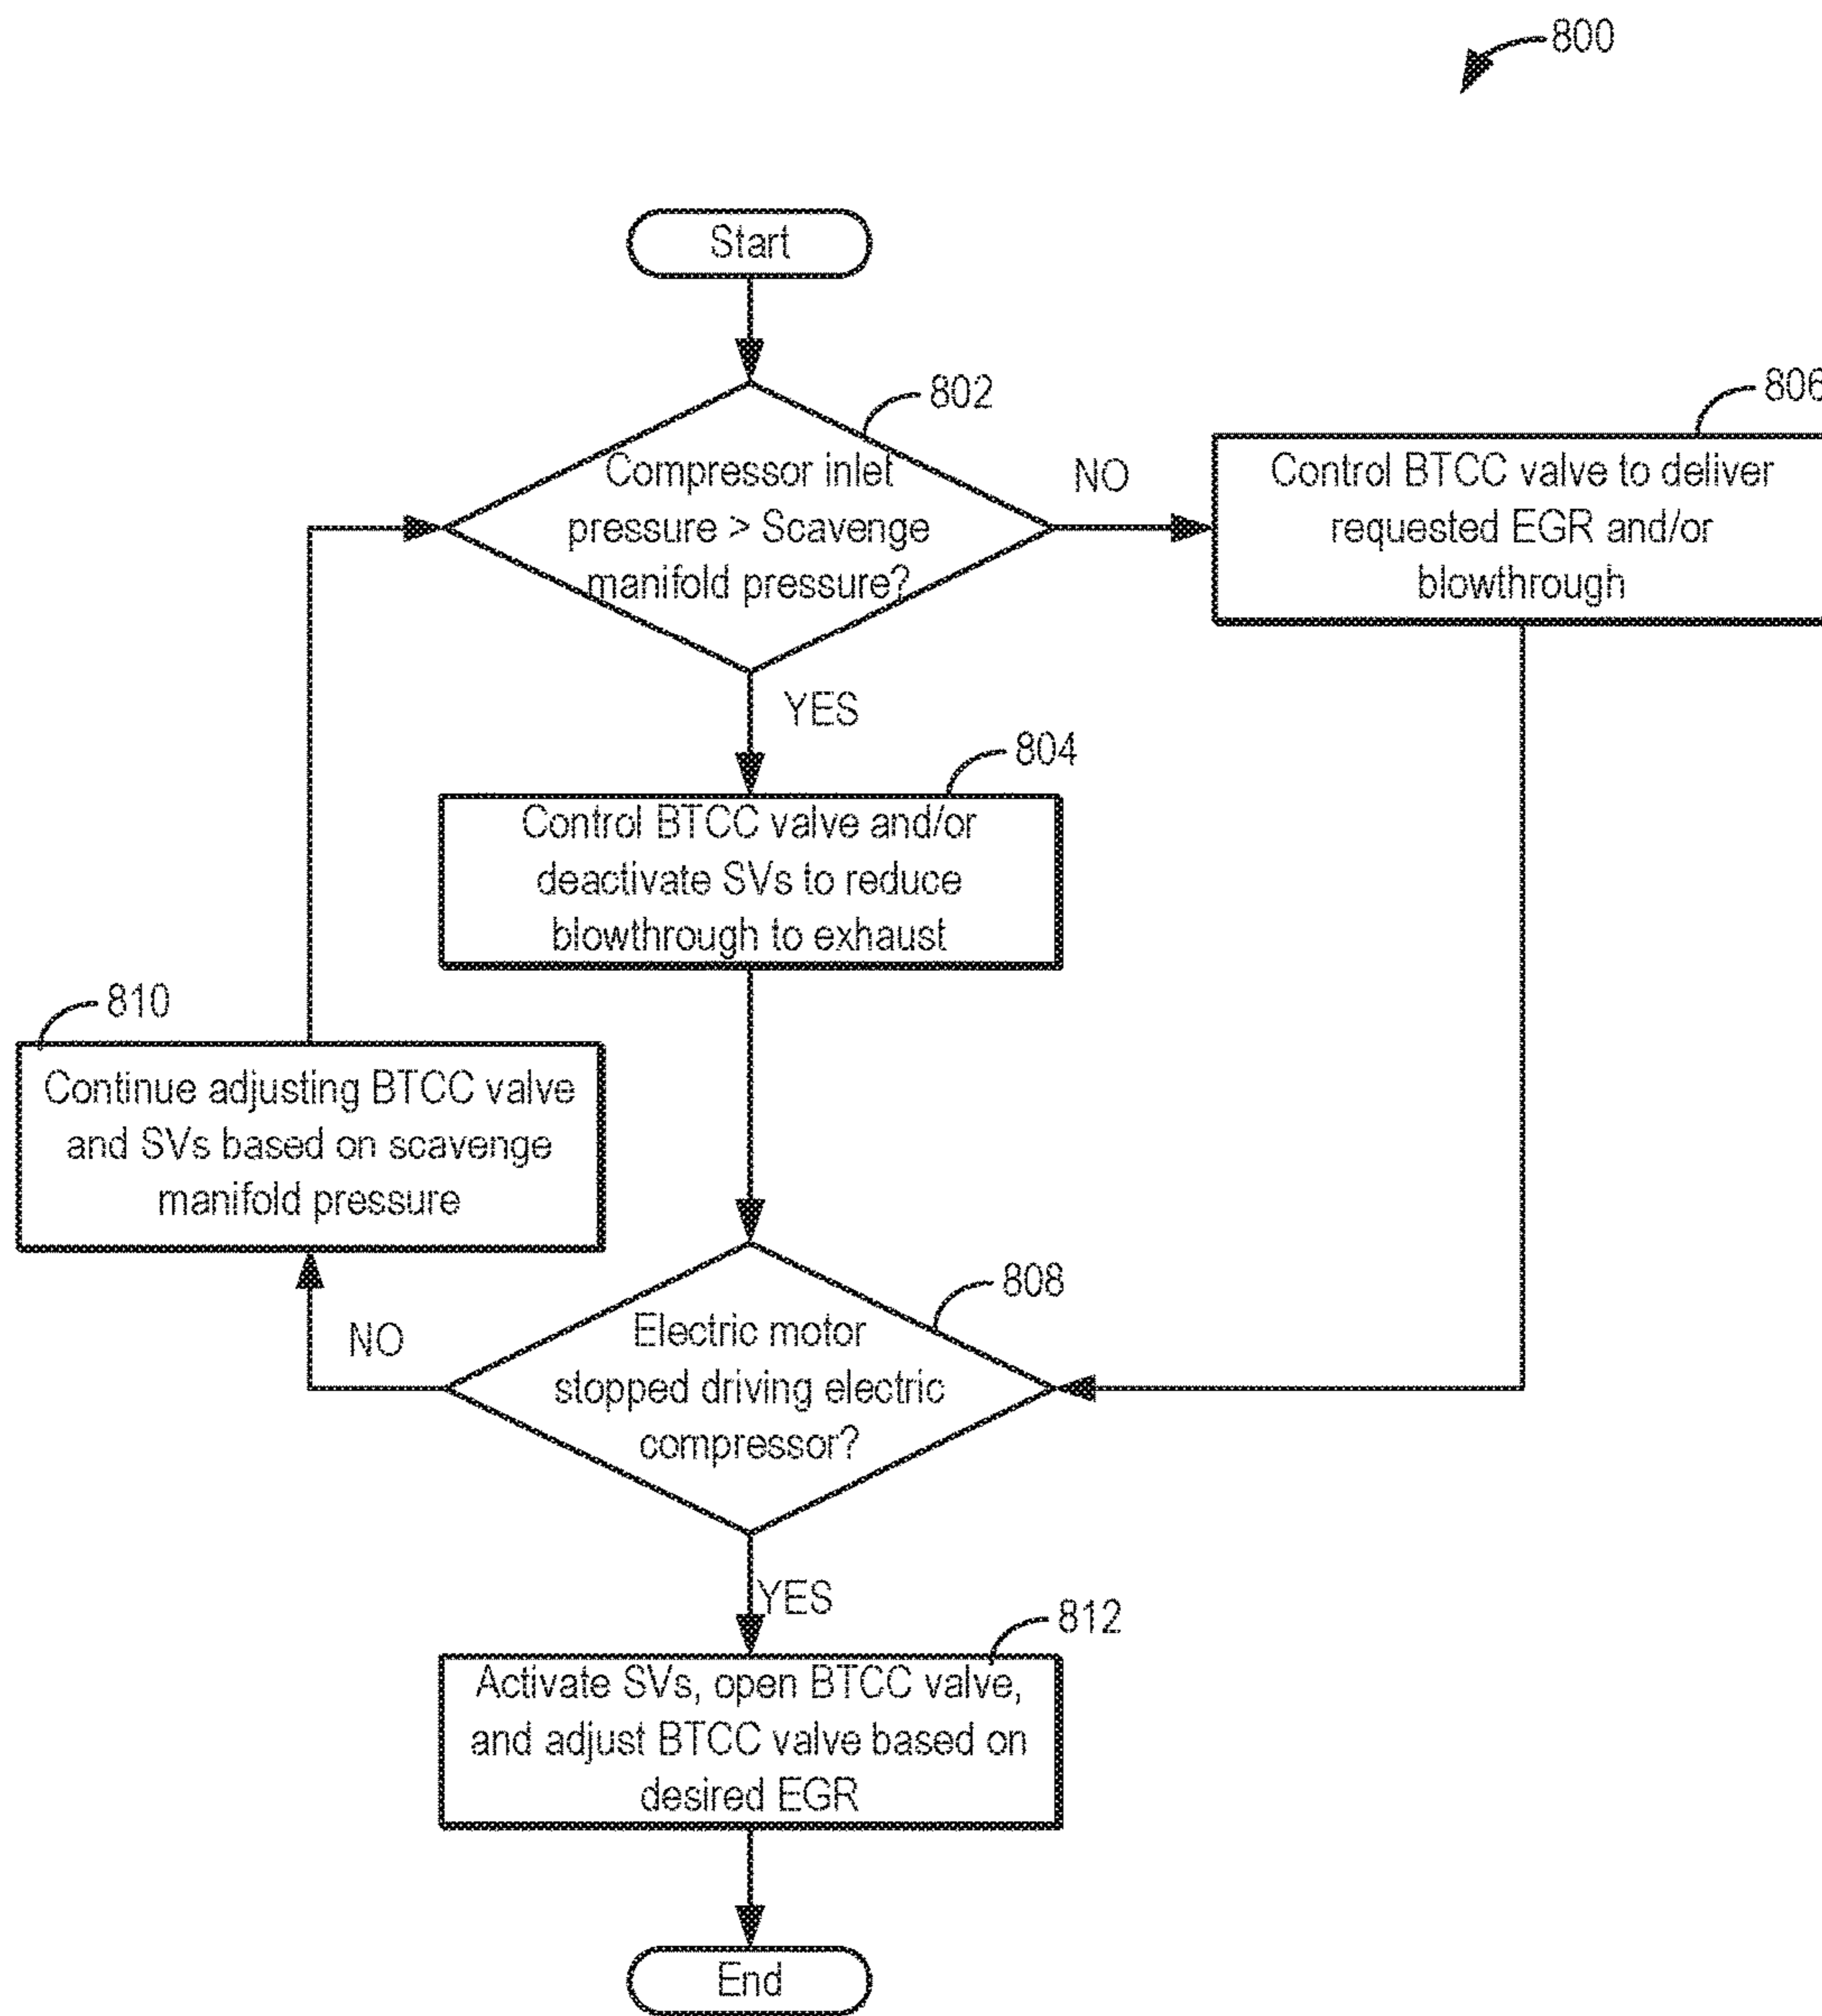 800
Start
802
Compressor inlet
pressure > Scavenge
manifold pressure?
NO
806
Control BTCC valve to deliver
requested EGR and/or
blowthrough
YES
804
Control BTCC valve and/or
deactivate SVs to reduce
blowthrough to exhaust
810
Continue adjusting BTCC valve
and SVs based on scavenge
manifold pressure
808
Electric motor
stopped driving electric
compressor?
NO
YES
812
Activate SVs, open BTCC valve,
and adjust BTCC valve based on
desired EGR
End